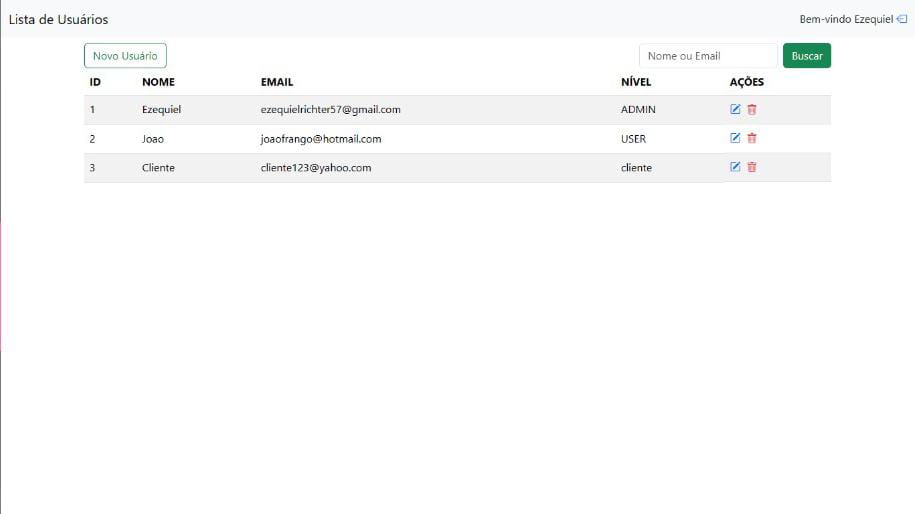 Lista de Usuários Bem-vindo Ezequiel
Novo Usuário Nome ou Email Buscar
ID NOME EMAIL NÍVEL AÇÕES
1 Ezequiel ezequielrichter57@gmail.com ADMIN
2 Joao joaofrango@hotmail.com USER
3 Cliente cliente123@yahoo.com cliente